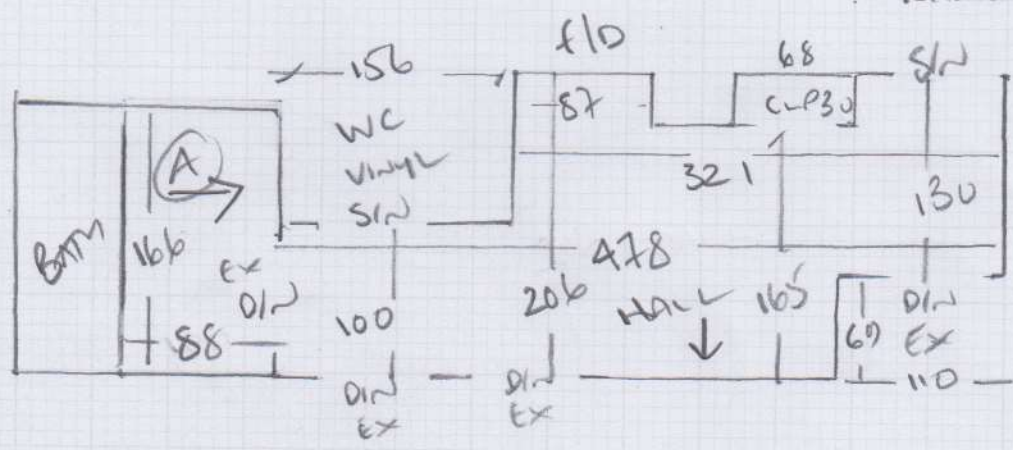 f/D
156
68
S/N
87
CUP30
WC
VINYL
S/N
A
321
130
BATH
166
EX
D/N
478
88
100
206
HALL
165
69
D/N
EX
110
D/N
EX
D/N
EX